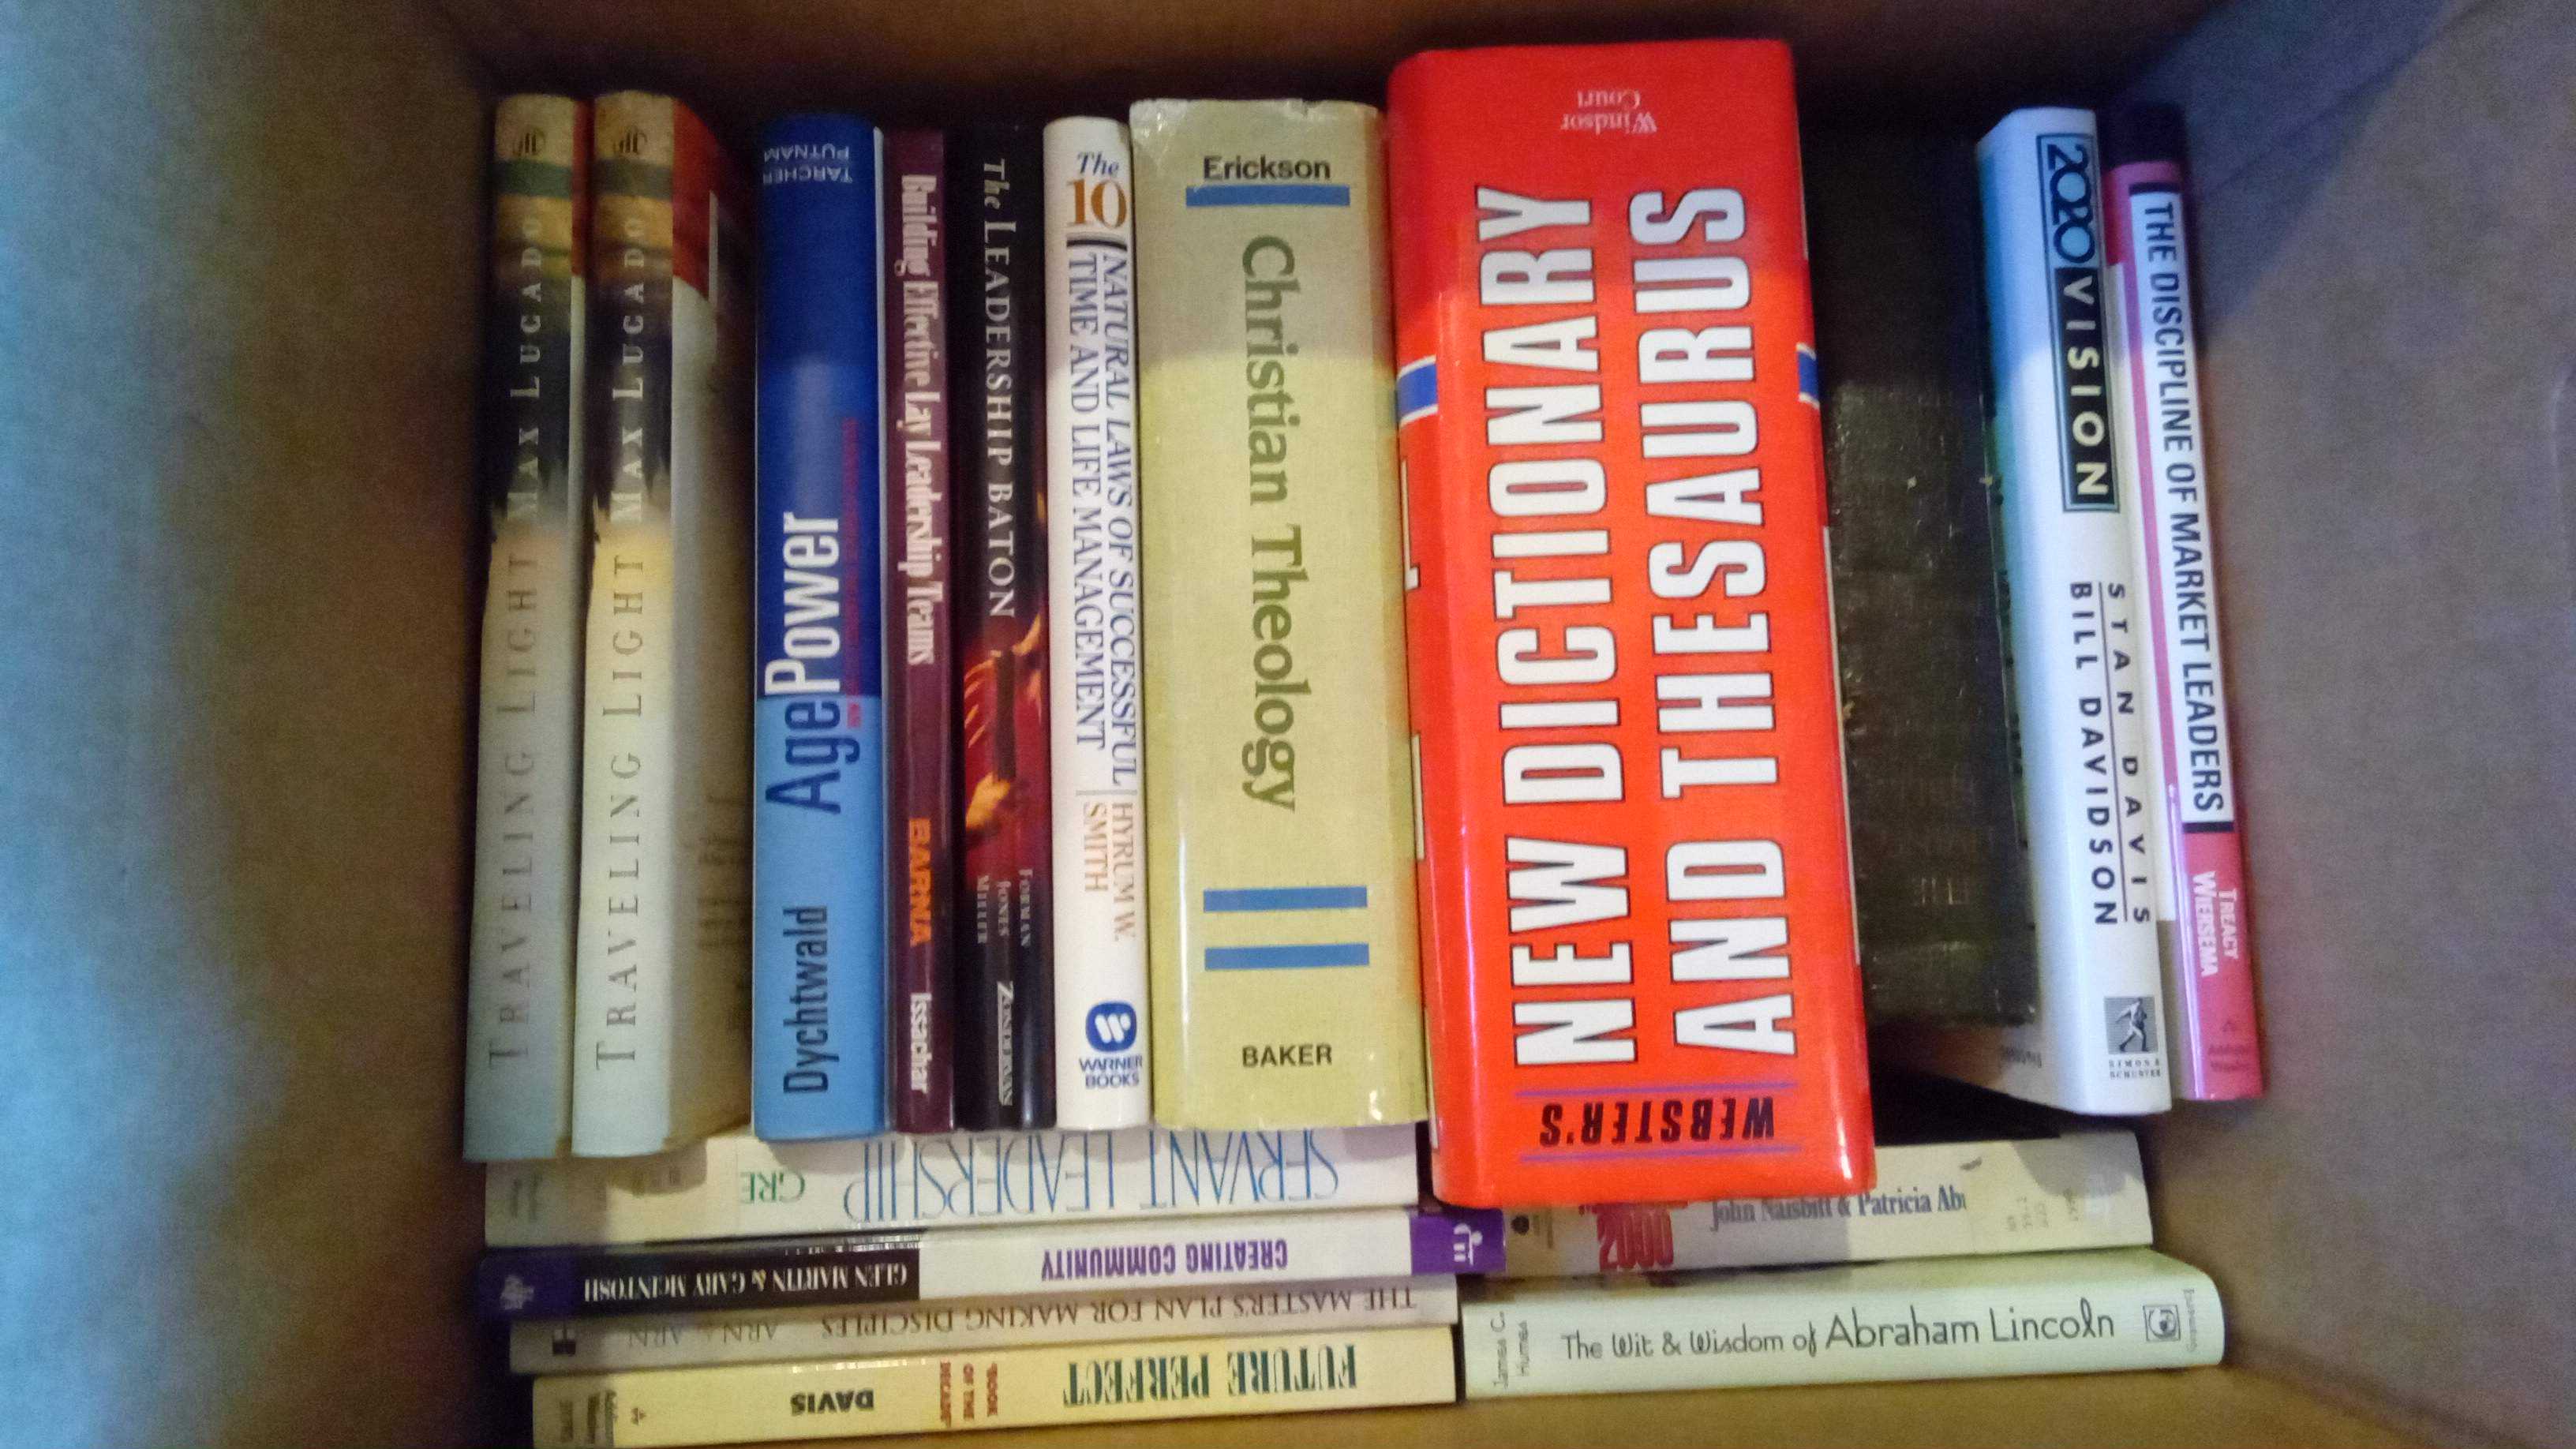 TRAVELING LIGHT MAX LUCADO
TRAVELING LIGHT MAX LUCADO
Dychtwald AgePower TARCHER
PUTNAM
Building Effective Lay Leadership Teams BARNA Issachar
The LEADERSHIP BATON FORMAN
JONES
MILLER
ZONDERVAN
The
10
NATURAL LAWS OF SUCCESSFUL
TIME AND LIFE MANAGEMENT
HYRUM W.
SMITH
WARNER
BOOKS
Erickson
Christian Theology
BAKER
WEBSTER'S
NEW DICTIONARY
AND THESAURUS
Windsor
Court
2020 VISION
STAN DAVIS
BILL DAVIDSON
SIMON &
SCHUSTER
THE DISCIPLINE OF MARKET LEADERS
TREACY
WIERSEMA
SERVANT LEADERSHIP GRE
CREATING COMMUNITY GLEN MARTIN & GARY MCINTOSH
THE MASTER'S PLAN FOR MAKING DISCIPLES ARN & ARN
FUTURE PERFECT
"BOOK
OF THE
DECADE"
DAVIS
2000
John Naisbitt & Patricia Abu
James C.
Humes
The Wit & Wisdom of Abraham Lincoln